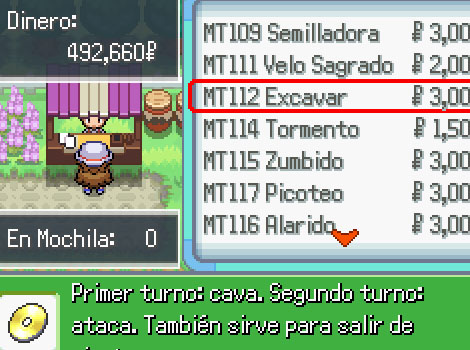 Dinero:
492,660₽
MT109 Semilladora ₽ 3,00
MT111 Velo Sagrado ₽ 2,00
MT112 Excavar ₽ 3,00
MT114 Tormento ₽ 1,50
MT115 Zumbido ₽ 3,00
MT117 Picoteo ₽ 3,00
MT116 Alarido ₽ 3,00
En Mochila: 0
Primer turno: cava. Segundo turno:
ataca. También sirve para salir de